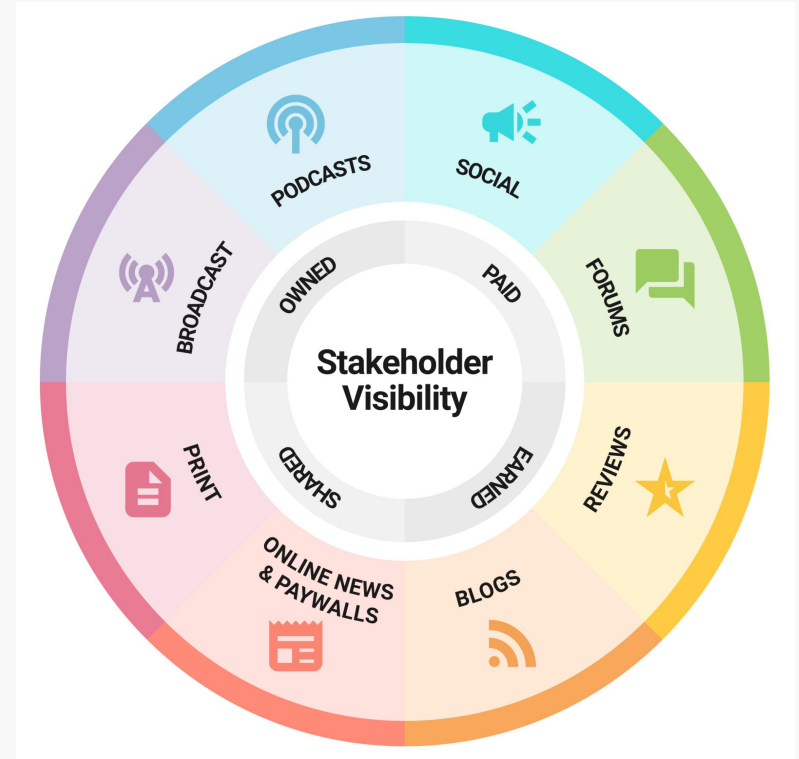 PODCASTS
SOCIAL
BROADCAST
FORUMS
OWNED
PAID
Stakeholder
Visibility
SHARED
EARNED
PRINT
REVIEWS
ONLINE NEWS
& PAYWALLS
BLOGS